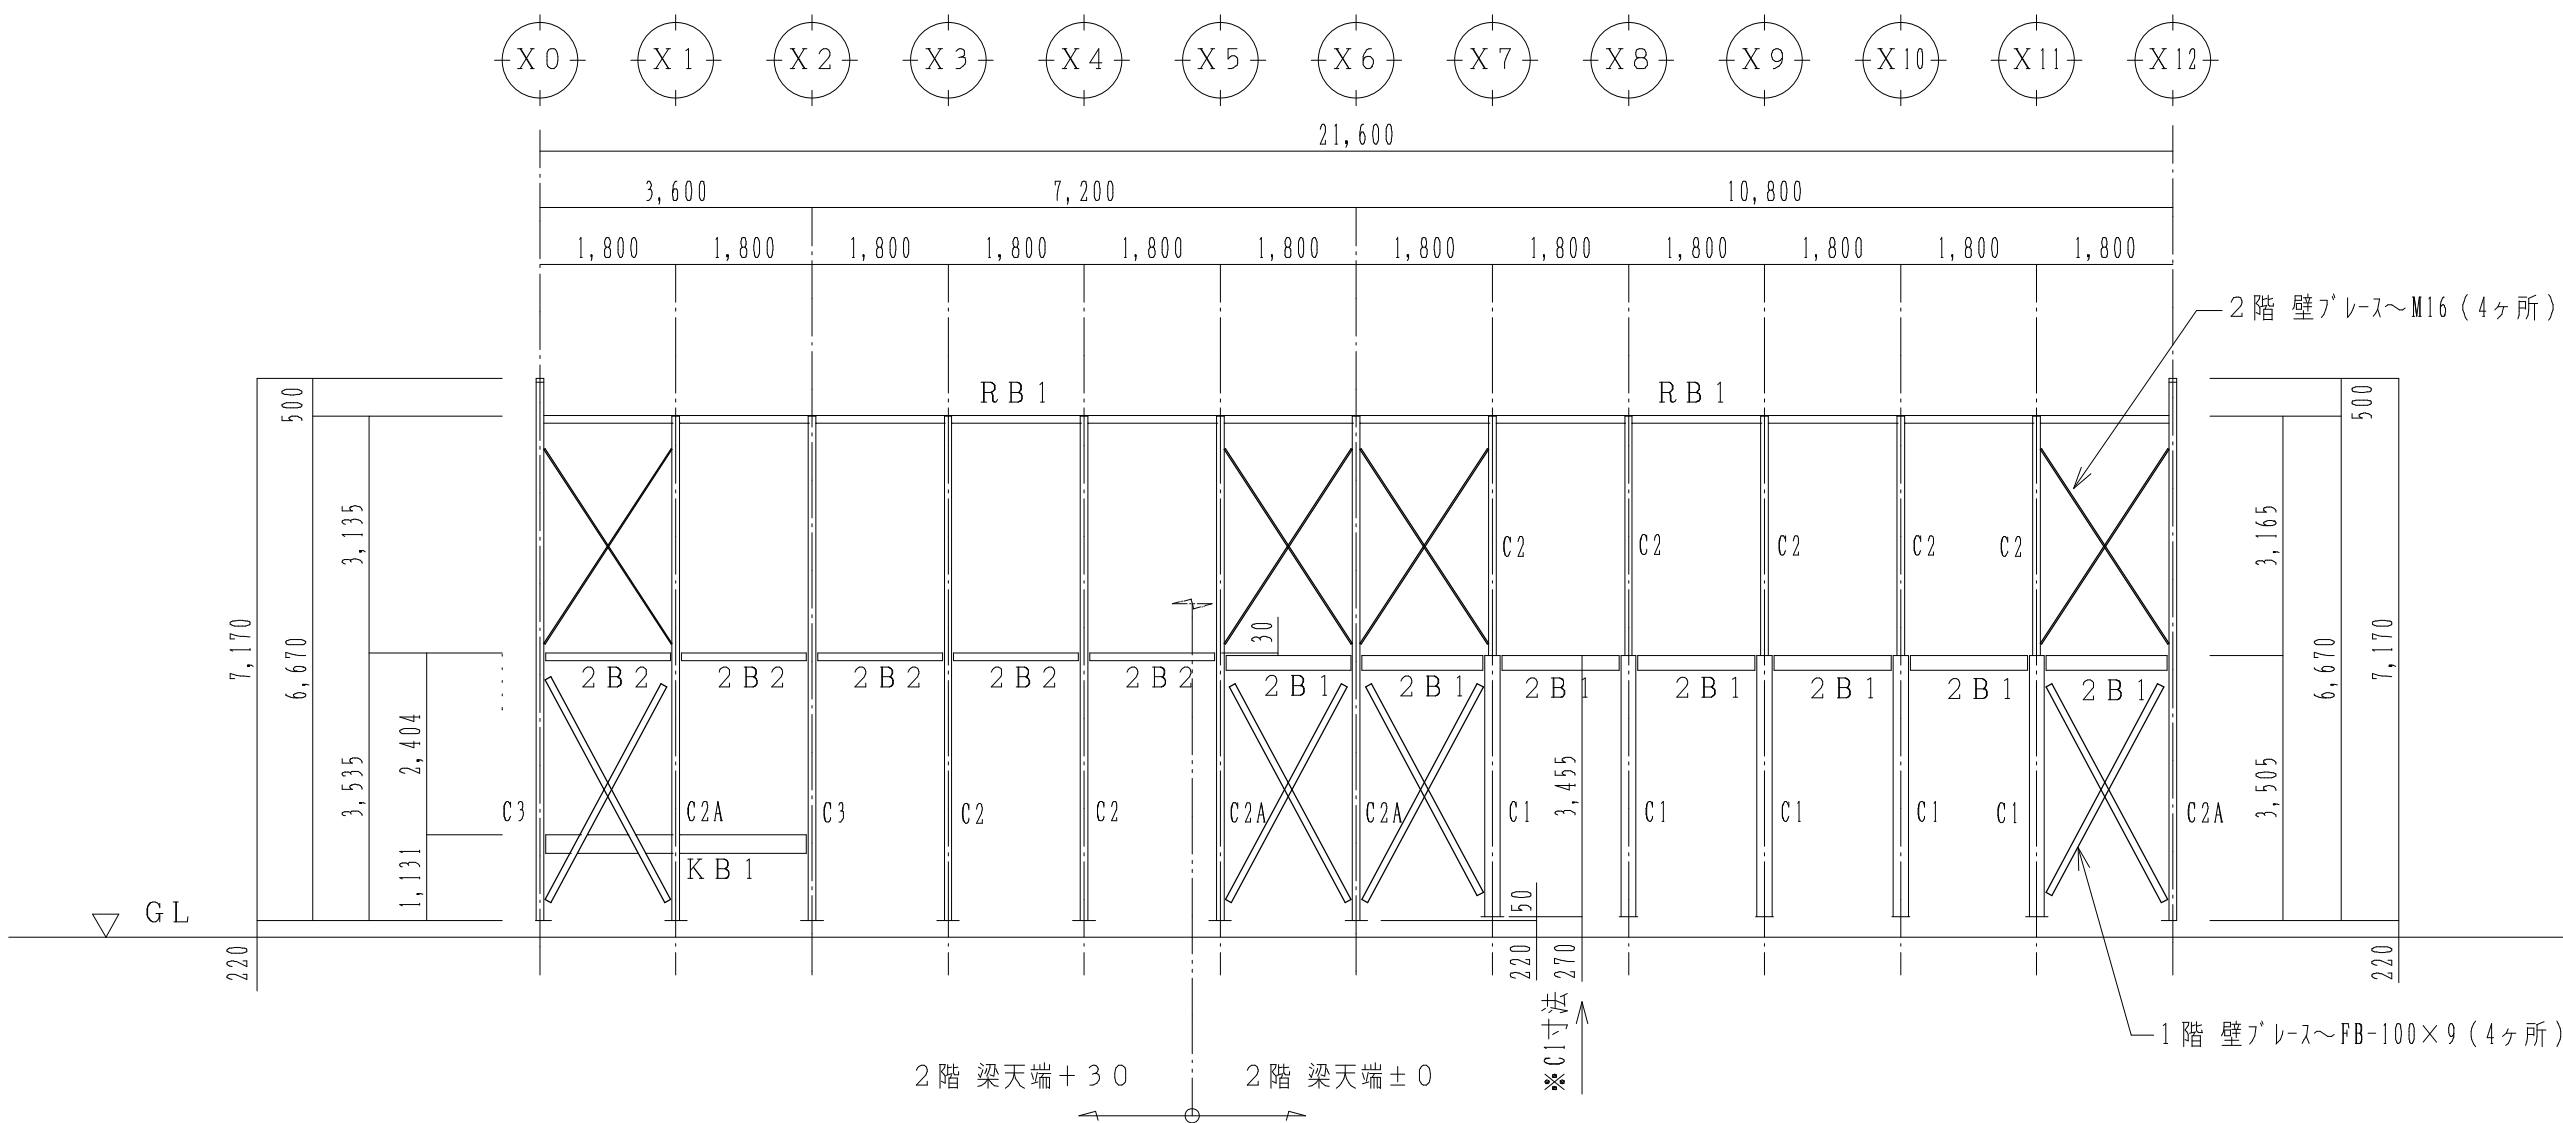 X0 X1 X2 X3 X4 X5 X6 X7 X8 X9 X10 X11 X12
21,600
3,600 7,200 10,800
1,800 1,800 1,800 1,800 1,800 1,800 1,800 1,800 1,800 1,800 1,800 1,800
2階 壁ブレース～M16（4ヶ所）
RB1 RB1
500
500
3,135
3,165
C2 C2 C2 C2 C2
7,170
6,670
30
6,670
7,170
2B2 2B2 2B2 2B2 2B2 2B1 2B1 2B1 2B1 2B1 2B1 2B1
2,404
3,535
3,455
3,505
C3 C2A C3 C2 C2 C2A C2A C1 C1 C1 C1 C1 C2A
KB1
1,131
50
GL
220
220
270
220
※C1寸法
1階 壁ブレース～FB-100×9（4ヶ所）
2階 梁天端＋30 2階 梁天端±0